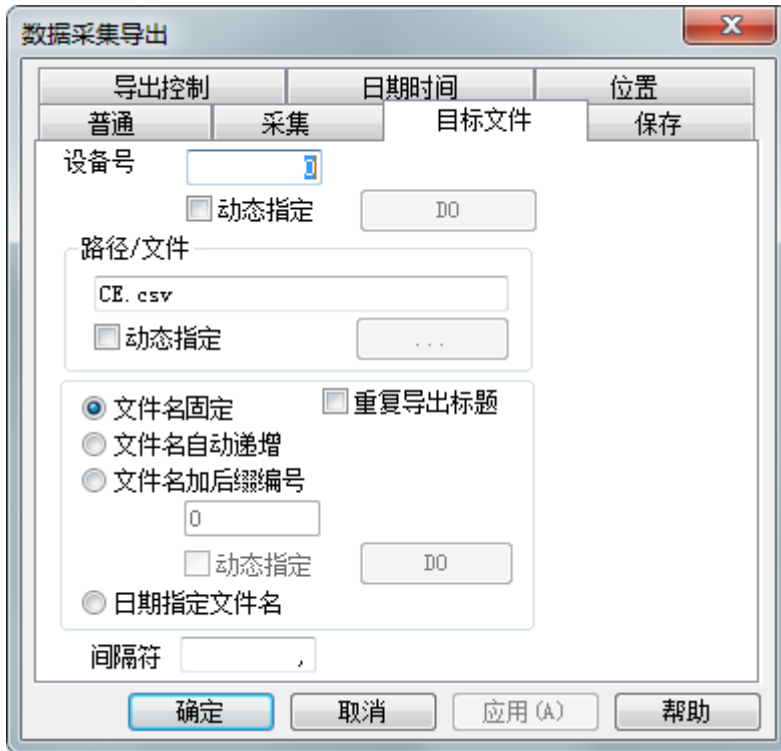 数据采集导出
导出控制 日期时间 位置
普通 采集 目标文件 保存
设备号 0
动态指定 DO
路径/文件
CE.csv
动态指定 ...
文件名固定 重复导出标题
文件名自动递增
文件名加后缀编号
0
动态指定 DO
日期指定文件名
间隔符 ,
确定 取消 应用(A) 帮助